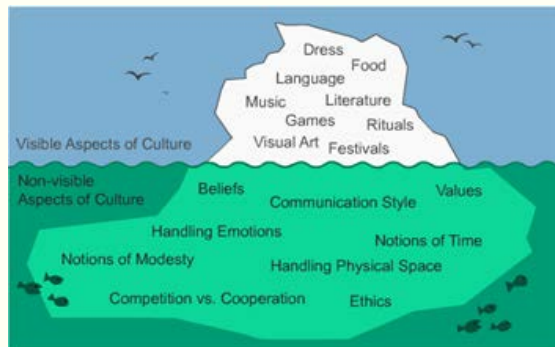 Dress
Food
Language
Music
Literature
Games
Rituals
Visual Art
Festivals
Visible Aspects of Culture
Non-visible
Aspects of Culture
Beliefs
Values
Communication Style
Handling Emotions
Notions of Time
Notions of Modesty
Handling Physical Space
Competition vs. Cooperation
Ethics